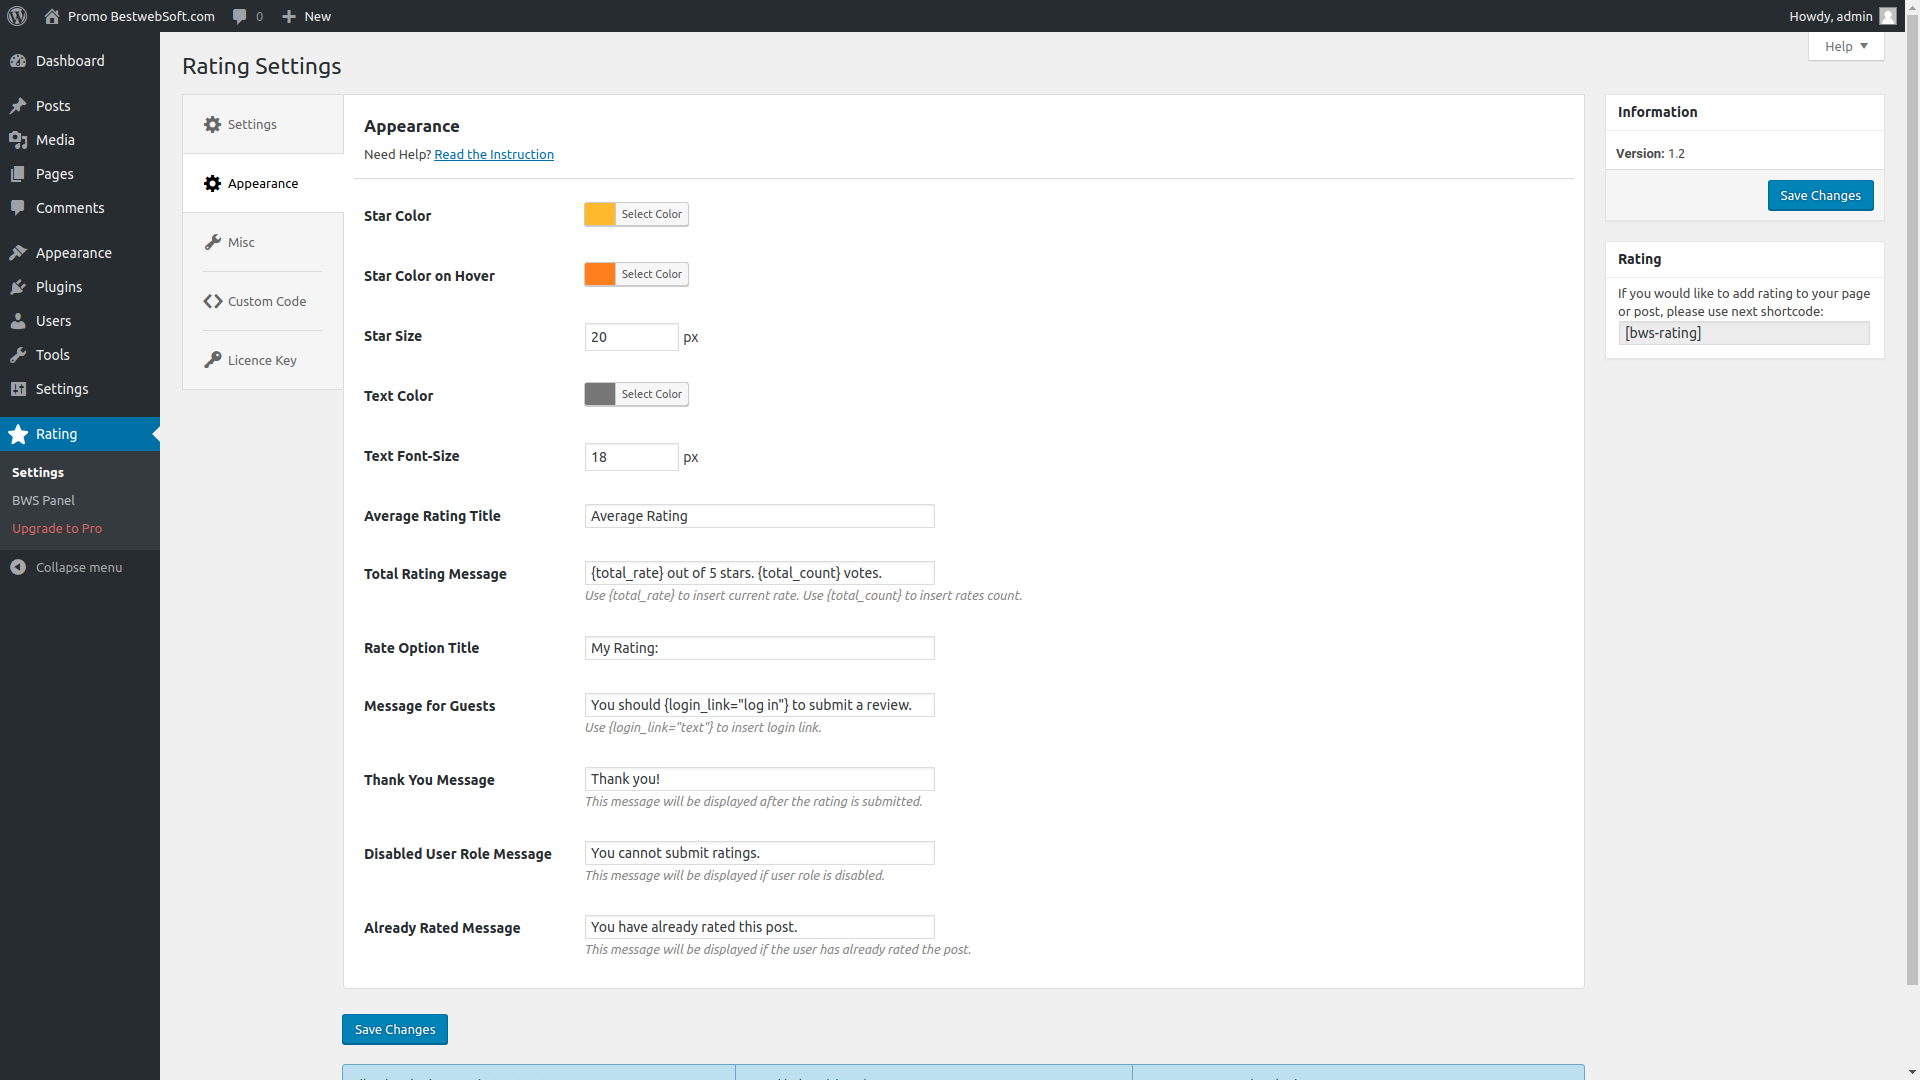 Promo BestwebSoft.com 0 New Howdy, admin
Help
Dashboard
Posts
Media
Pages
Comments
Appearance
Plugins
Users
Tools
Settings
Rating
Settings
BWS Panel
Upgrade to Pro
Collapse menu
Rating Settings
Settings
Appearance
Misc
Custom Code
Licence Key
Appearance
Need Help? Read the Instruction
Star Color Select Color
Star Color on Hover Select Color
Star Size 20 px
Text Color Select Color
Text Font-Size 18 px
Average Rating Title Average Rating
Total Rating Message {total_rate} out of 5 stars. {total_count} votes.
Use {total_rate} to insert current rate. Use {total_count} to insert rates count.
Rate Option Title My Rating:
Message for Guests You should {login_link="log in"} to submit a review.
Use {login_link="text"} to insert login link.
Thank You Message Thank you!
This message will be displayed after the rating is submitted.
Disabled User Role Message You cannot submit ratings.
This message will be displayed if user role is disabled.
Already Rated Message You have already rated this post.
This message will be displayed if the user has already rated the post.
Save Changes
Information
Version: 1.2
Save Changes
Rating
If you would like to add rating to your page
or post, please use next shortcode:
[bws-rating]